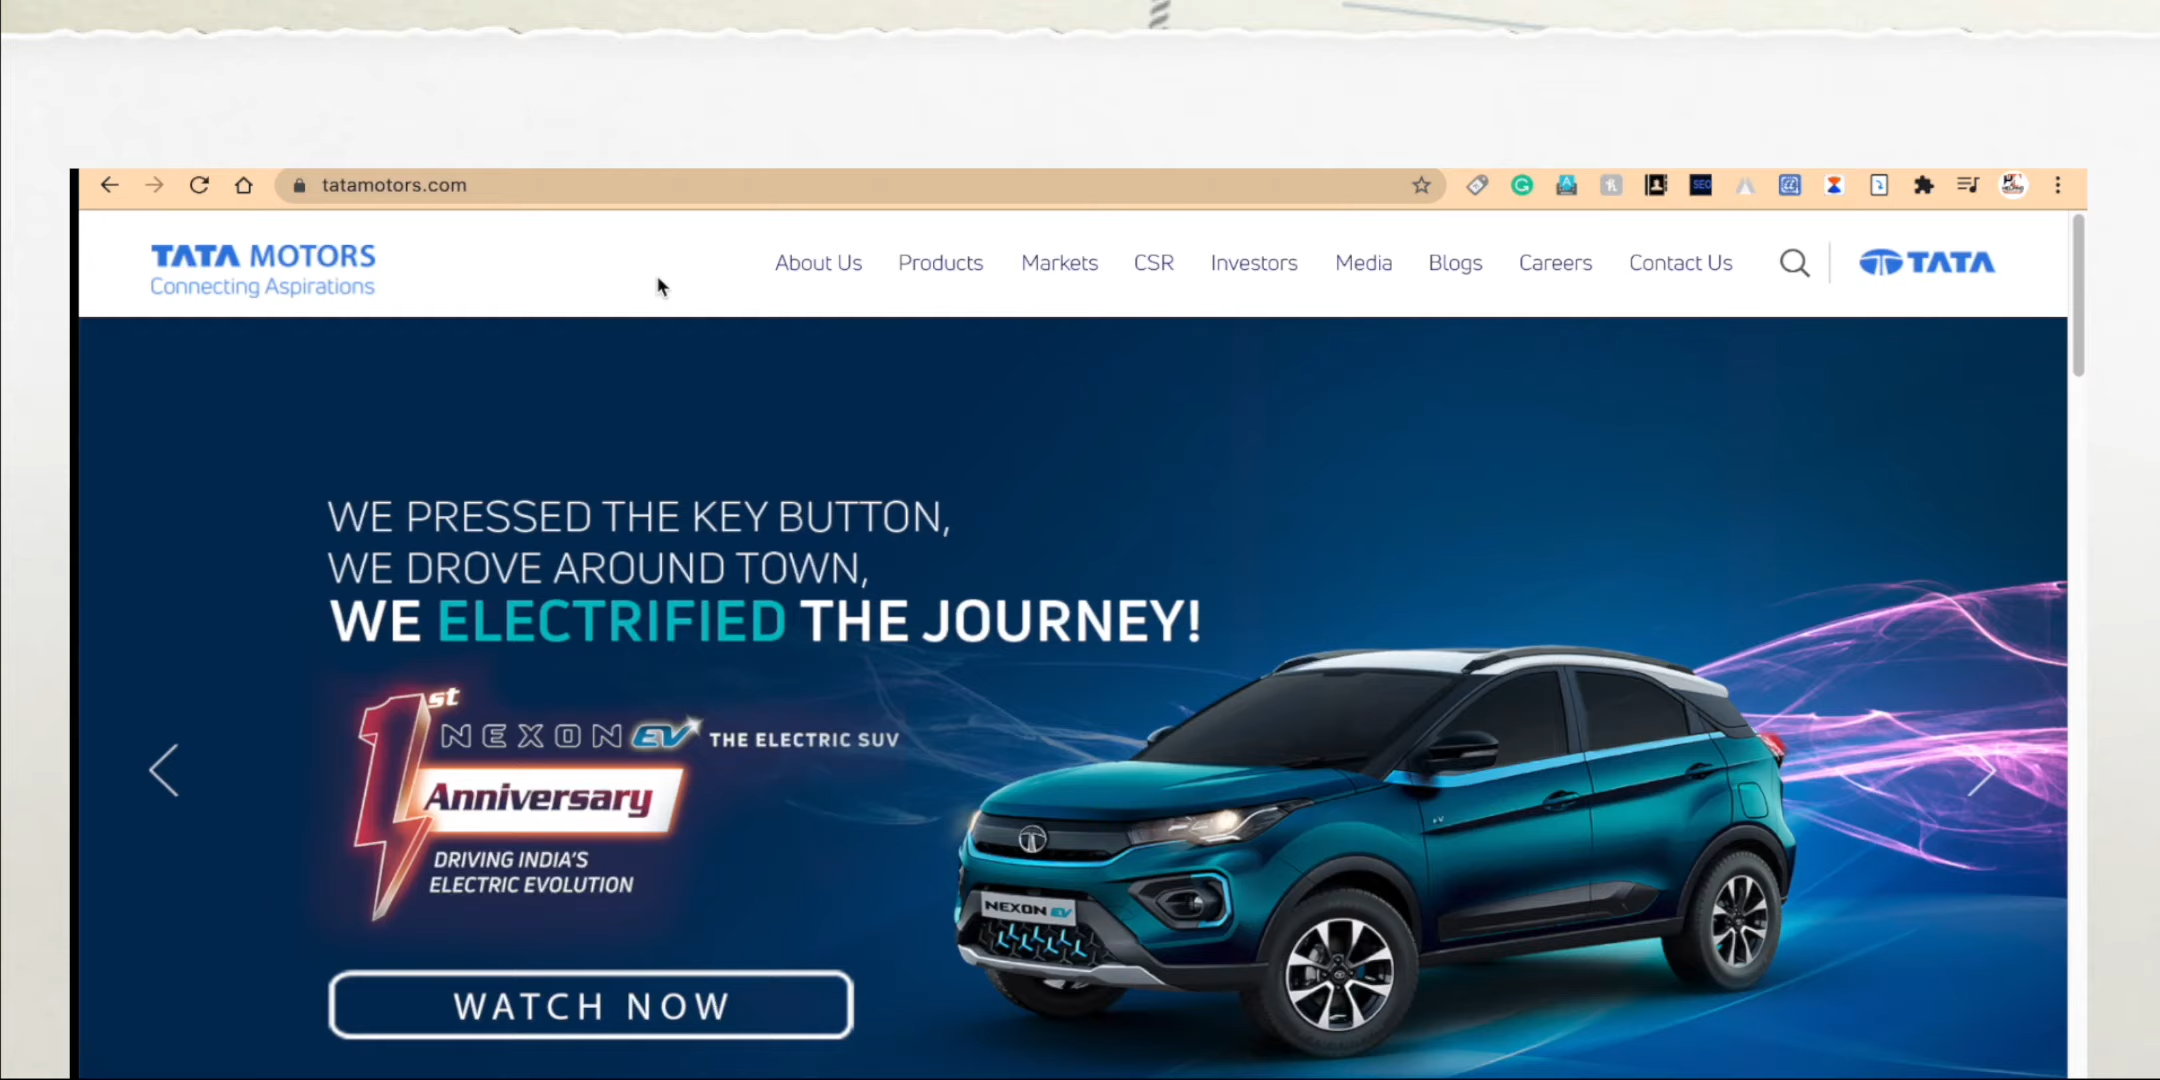 tatamotors.com
SEO
TATA MOTORS
Connecting Aspirations
About Us
Products
Markets
CSR
Investors
Media
Blogs
Careers
Contact Us
TATA
WE PRESSED THE KEY BUTTON,
WE DROVE AROUND TOWN,
WE ELECTRIFIED THE JOURNEY!
1st
NEXON EV THE ELECTRIC SUV
Anniversary
DRIVING INDIA'S
ELECTRIC EVOLUTION
NEXON EV
EV
WATCH NOW